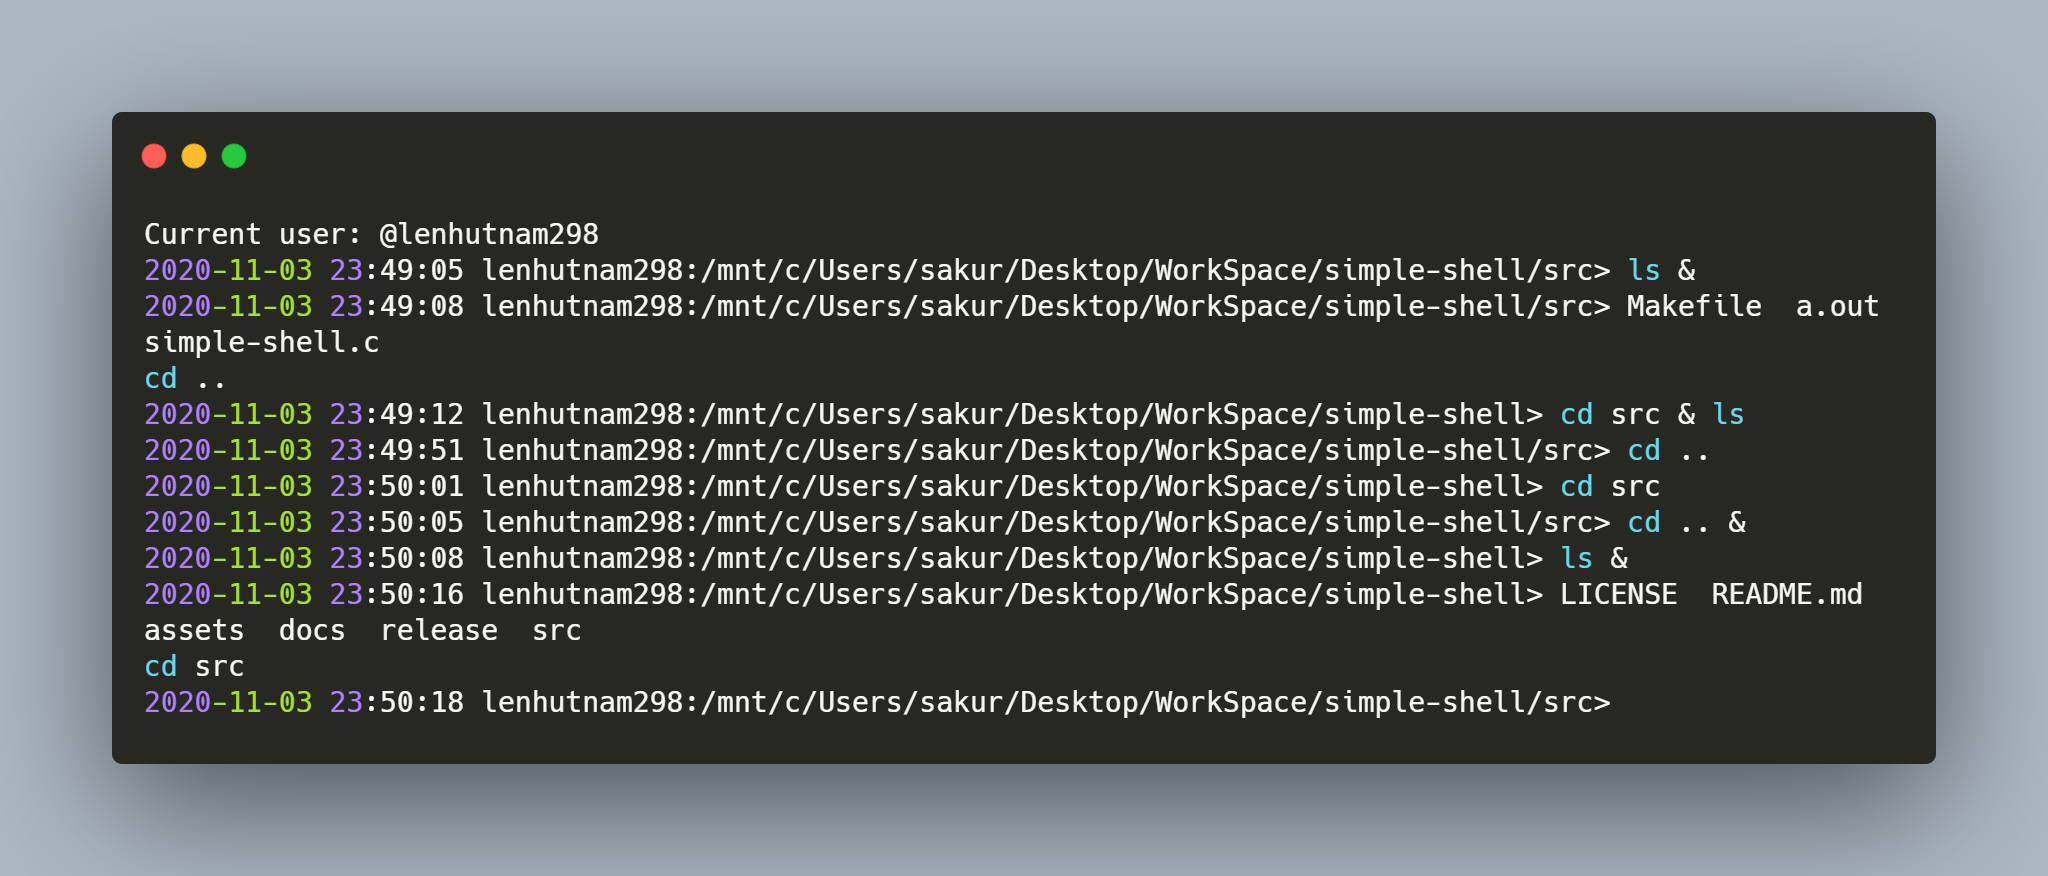 Current user: @lenhutnam298
2020-11-03 23:49:05 lenhutnam298:/mnt/c/Users/sakur/Desktop/WorkSpace/simple-shell/src> ls &
2020-11-03 23:49:08 lenhutnam298:/mnt/c/Users/sakur/Desktop/WorkSpace/simple-shell/src> Makefile  a.out
simple-shell.c
cd ..
2020-11-03 23:49:12 lenhutnam298:/mnt/c/Users/sakur/Desktop/WorkSpace/simple-shell> cd src & ls
2020-11-03 23:49:51 lenhutnam298:/mnt/c/Users/sakur/Desktop/WorkSpace/simple-shell/src> cd ..
2020-11-03 23:50:01 lenhutnam298:/mnt/c/Users/sakur/Desktop/WorkSpace/simple-shell> cd src
2020-11-03 23:50:05 lenhutnam298:/mnt/c/Users/sakur/Desktop/WorkSpace/simple-shell/src> cd .. &
2020-11-03 23:50:08 lenhutnam298:/mnt/c/Users/sakur/Desktop/WorkSpace/simple-shell> ls &
2020-11-03 23:50:16 lenhutnam298:/mnt/c/Users/sakur/Desktop/WorkSpace/simple-shell> LICENSE  README.md
assets  docs  release  src
cd src
2020-11-03 23:50:18 lenhutnam298:/mnt/c/Users/sakur/Desktop/WorkSpace/simple-shell/src>